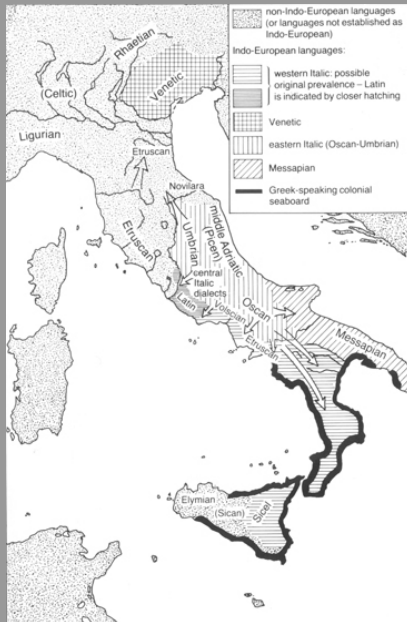 non-Indo-European languages
(or languages not established as
Indo-European)
Indo-European languages:
western Italic: possible
original prevalence – Latin
is indicated by closer hatching
Venetic
eastern Italic (Oscan-Umbrian)
Messapian
Greek-speaking colonial
seaboard
Rhaetian
(Celtic)
Venetic
Ligurian
Etruscan
Novilara
middle Adriatic
(Picen)
Umbrian
Etruscan
central
Italic
dialects
Latin
Volscian
Oscan
Etruscan
Messapian
Elymian
(Sican)
Sicel